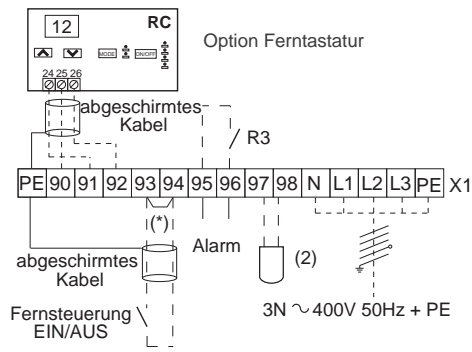 12 RC
MODE ON/OFF
24 25 26
Option Ferntastatur
abgeschirmtes
Kabel
R3
PE 90 91 92 93 94 95 96 97 98 N L1 L2 L3 PE X1
(*)
Alarm
(2)
abgeschirmtes
Kabel
Fernsteuerung
EIN/AUS
3N ~ 400V 50Hz + PE